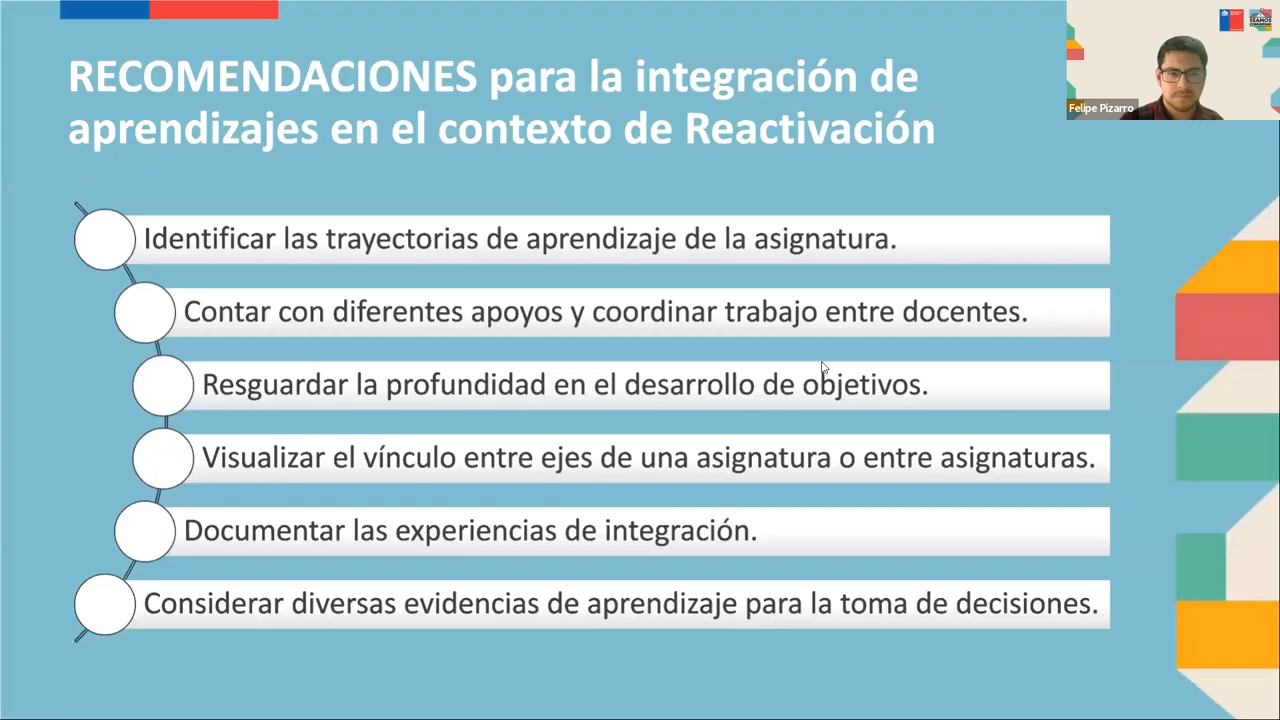 RECOMENDACIONES para la integración de
aprendizajes en el contexto de Reactivación
Felipe Pizarro
Identificar las trayectorias de aprendizaje de la asignatura.
Contar con diferentes apoyos y coordinar trabajo entre docentes.
Resguardar la profundidad en el desarrollo de objetivos.
Visualizar el vínculo entre ejes de una asignatura o entre asignaturas.
Documentar las experiencias de integración.
Considerar diversas evidencias de aprendizaje para la toma de decisiones.